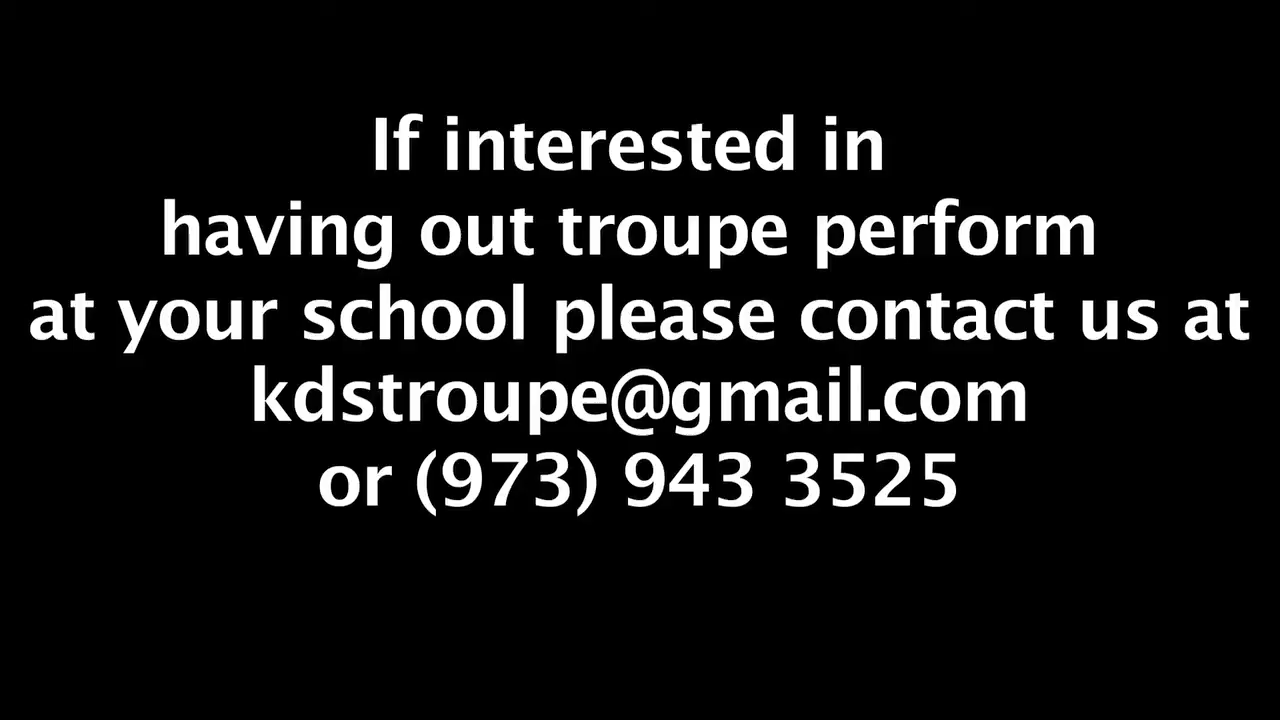 If interested in
having out troupe perform
at your school please contact us at
kdstroupe@gmail.com
or (973) 943 3525